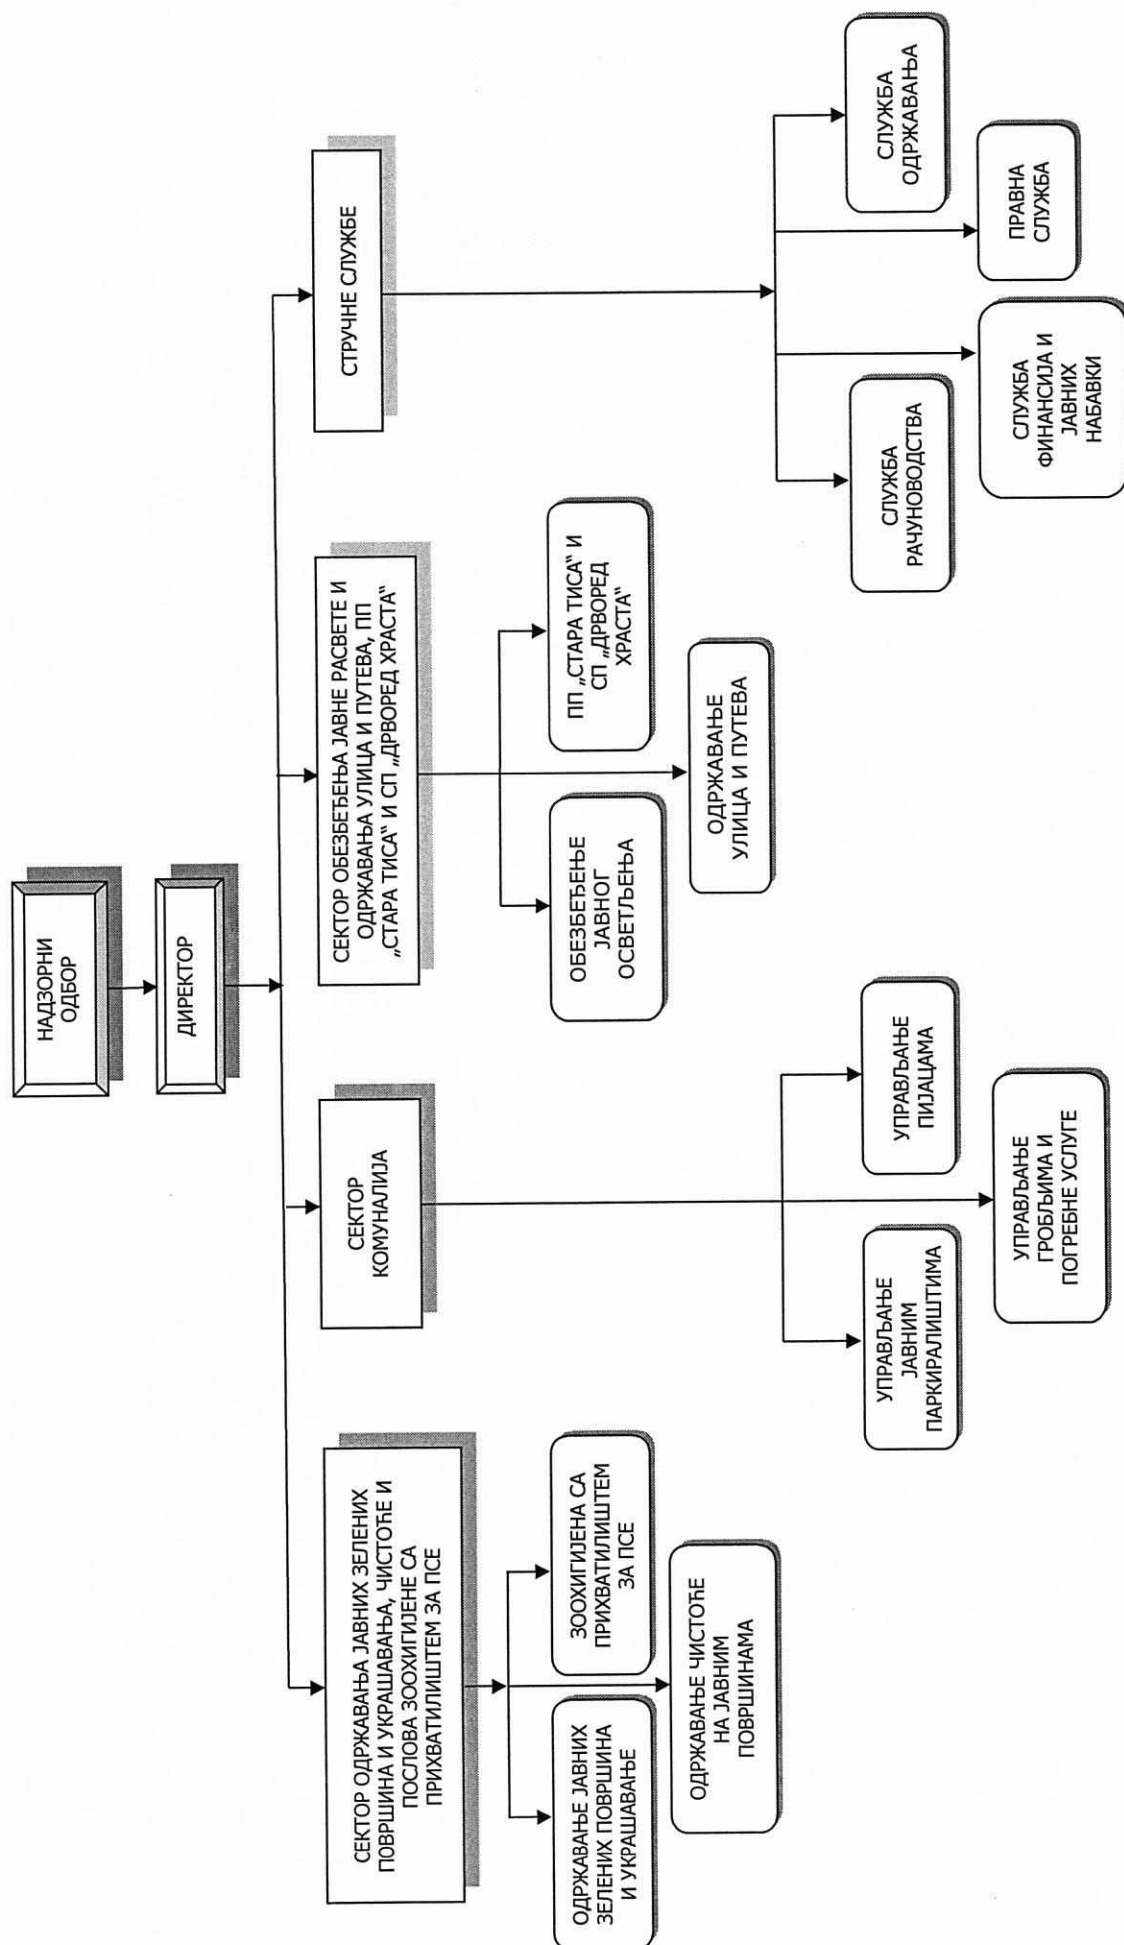 НАДЗОРНИ
ОДБОР
ДИРЕКТОР
СЕКТОР ОДРЖАВАЊА ЈАВНИХ ЗЕЛЕНИХ
ПОВРШИНА И УКРАШАВАЊА, ЧИСТОЋЕ И
ПОСЛОВА ЗООХИГИЈЕНЕ СА
ПРИХВАТИЛИШТЕМ ЗА ПСЕ
СЕКТОР
КОМУНАЛИЈА
СЕКТОР ОБЕЗБЕЂЕЊА ЈАВНЕ РАСВЕТЕ И
ОДРЖАВАЊА УЛИЦА И ПУТЕВА, ПП
„СТАРА ТИСА“ И СП „ДРВОРЕД ХРАСТА“
СТРУЧНЕ СЛУЖБЕ
ОДРЖАВАЊЕ ЈАВНИХ
ЗЕЛЕНИХ ПОВРШИНА
И УКРАШАВАЊЕ
ЗООХИГИЈЕНА СА
ПРИХВАТИЛИШТЕМ
ЗА ПСЕ
ОДРЖАВАЊЕ ЧИСТОЋЕ
НА ЈАВНИМ
ПОВРШИНАМА
УПРАВЉАЊЕ
ЈАВНИМ
ПАРКИРАЛИШТИМА
УПРАВЉАЊЕ
ПИЈАЦАМА
УПРАВЉАЊЕ
ГРОБЉИМА И
ПОГРЕБНЕ УСЛУГЕ
ОБЕЗБЕЂЕЊЕ
ЈАВНОГ
ОСВЕТЉЕЊА
ПП „СТАРА ТИСА“ И
СП „ДРВОРЕД
ХРАСТА“
ОДРЖАВАЊЕ
УЛИЦА И ПУТЕВА
СЛУЖБА
РАЧУНОВОДСТВА
СЛУЖБА
ОДРЖАВАЊА
СЛУЖБА
ФИНАНСИЈА И
ЈАВНИХ
НАБАВКИ
ПРАВНА
СЛУЖБА